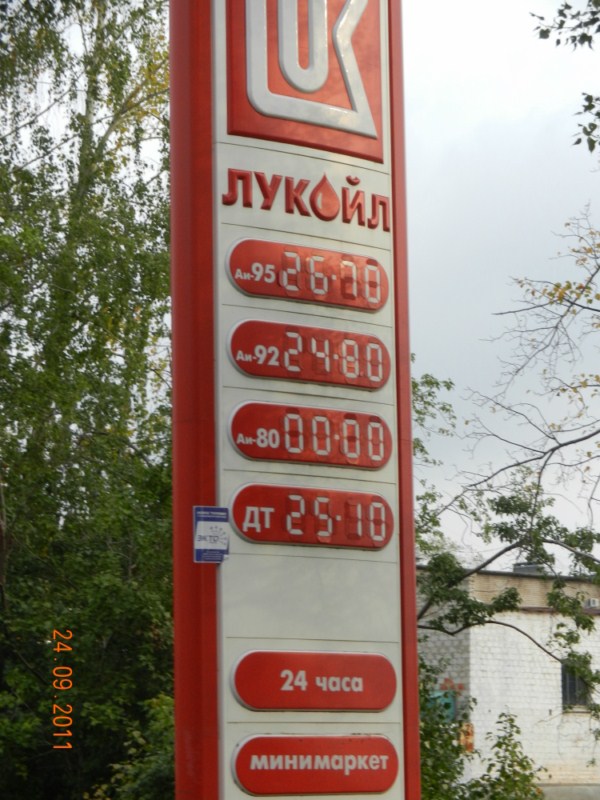 ЛУКОЙЛ
Аи-95 26.70
Аи-92 24.80
Аи-80 00.00
ДТ 25.10
24 часа
минимаркет
24.09.2011